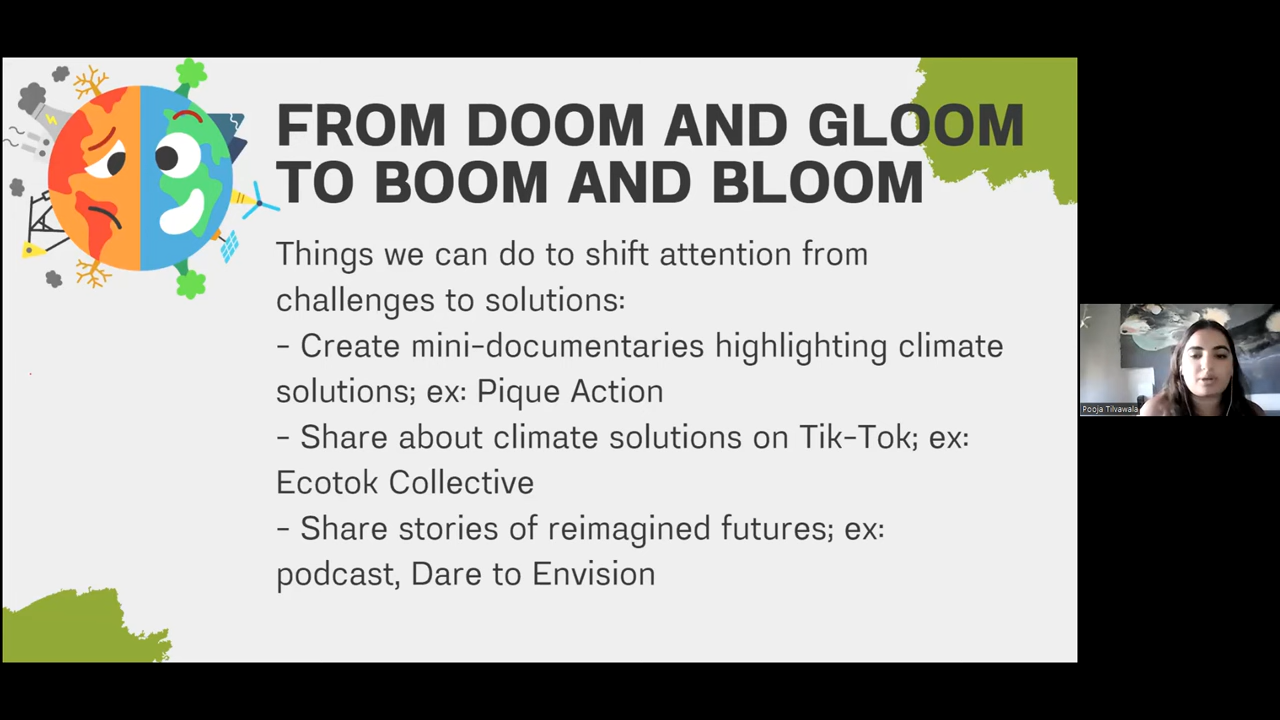 FROM DOOM AND GLOOM
TO BOOM AND BLOOM
Things we can do to shift attention from
challenges to solutions:
- Create mini-documentaries highlighting climate
solutions; ex: Pique Action
- Share about climate solutions on Tik-Tok; ex:
Ecotok Collective
- Share stories of reimagined futures; ex:
podcast, Dare to Envision
Pooja Tilvawala